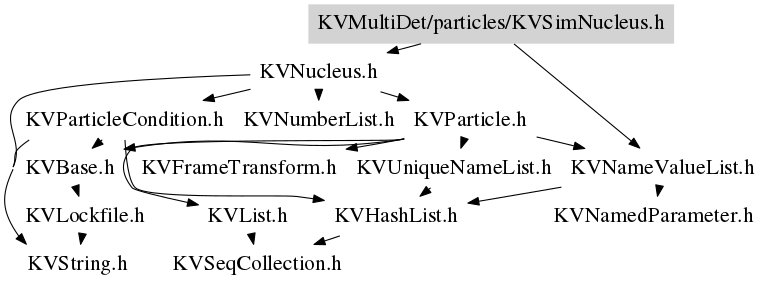 KVMultiDet/particles/KVSimNucleus.h
KVNucleus.h
KVParticleCondition.h KVNumberList.h KVParticle.h
KVBase.h KVFrameTransform.h KVUniqueNameList.h KVNameValueList.h
KVLockfile.h KVList.h KVHashList.h KVNamedParameter.h
KVString.h KVSeqCollection.h